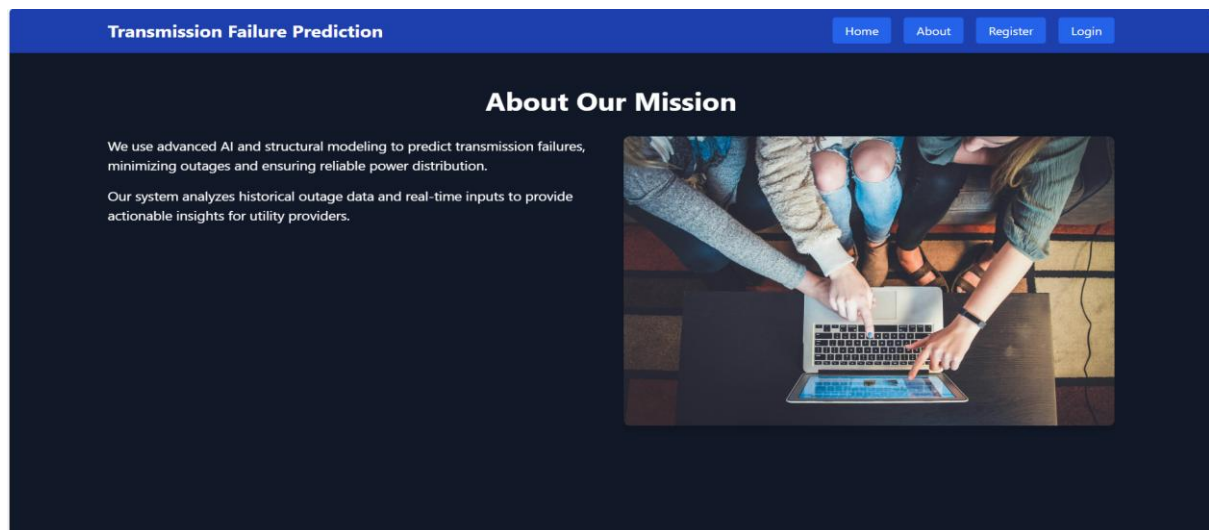 Transmission Failure Prediction
Home
About
Register
Login
About Our Mission
We use advanced AI and structural modeling to predict transmission failures,
minimizing outages and ensuring reliable power distribution.
Our system analyzes historical outage data and real-time inputs to provide
actionable insights for utility providers.